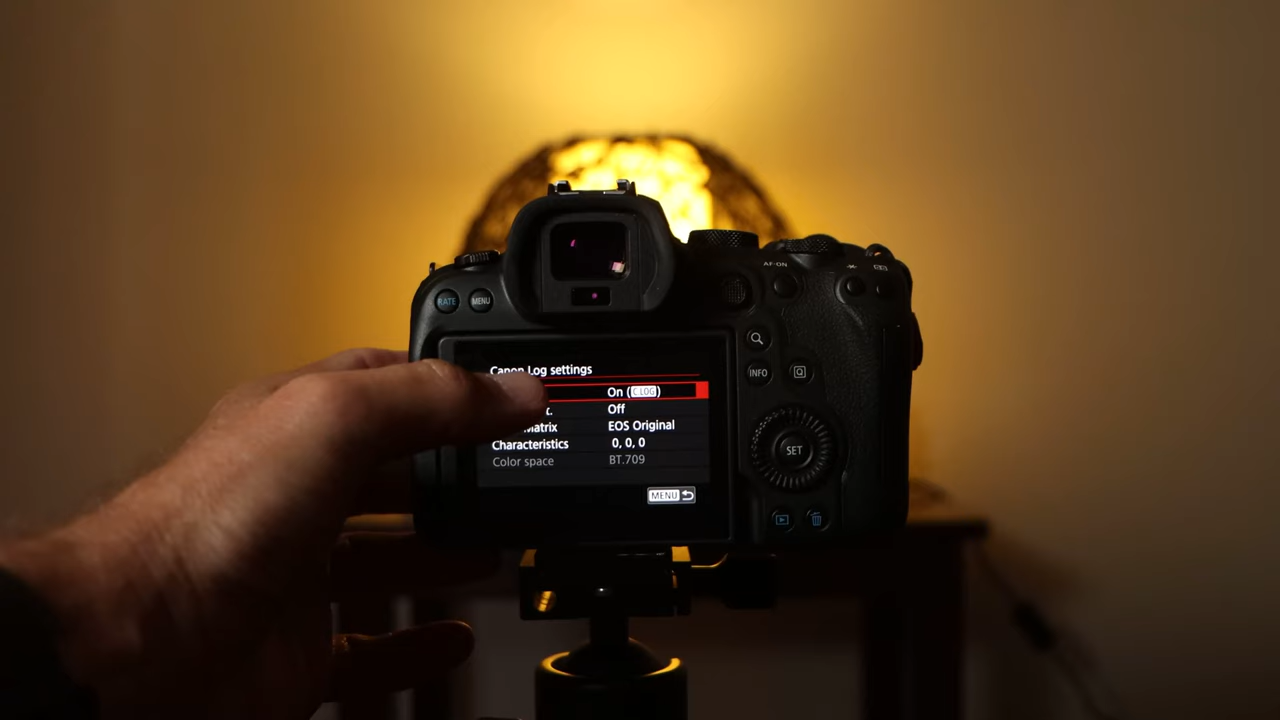 AF-ON
RATE MENU
Canon Log settings
On (C.LOG)
Off
Matrix EOS Original
Characteristics 0, 0, 0
Color space BT.709
MENU
INFO Q
SET